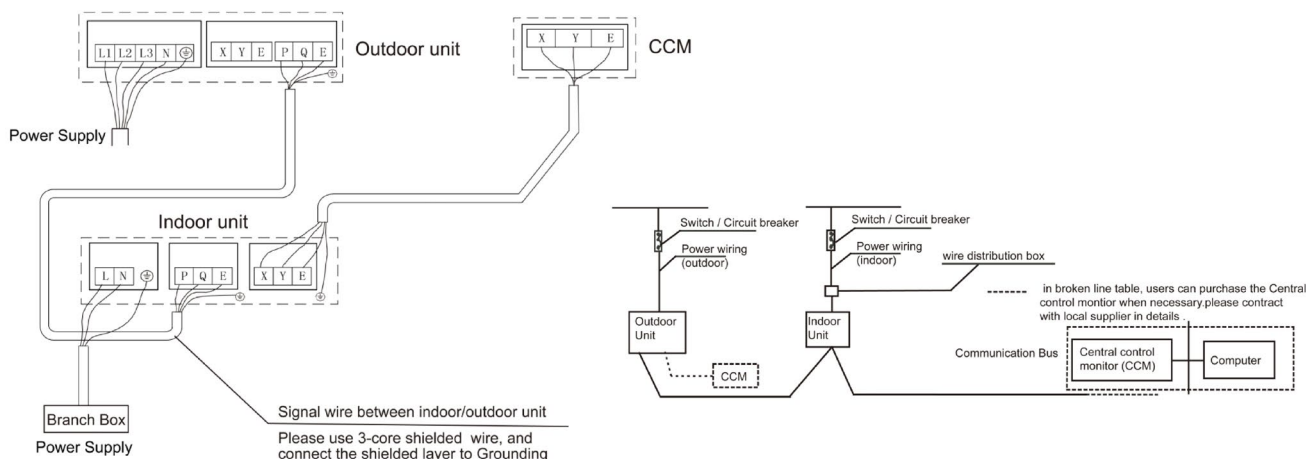 L1 L2 L3 N
X Y E P Q E
Outdoor unit
X Y E
CCM
Power Supply
Indoor unit
L N
P Q E
X Y E
Branch Box
Power Supply
Signal wire between indoor/outdoor unit
Please use 3-core shielded wire, and
connect the shielded layer to Grounding
Switch / Circuit breaker
Power wiring
(outdoor)
Outdoor
Unit
CCM
Switch / Circuit breaker
Power wiring
(indoor)
wire distribution box
Indoor
Unit
in broken line table, users can purchase the Central
control montior when necessary.please contract
with local supplier in details .
Communication Bus
Central control
monitor (CCM)
Computer